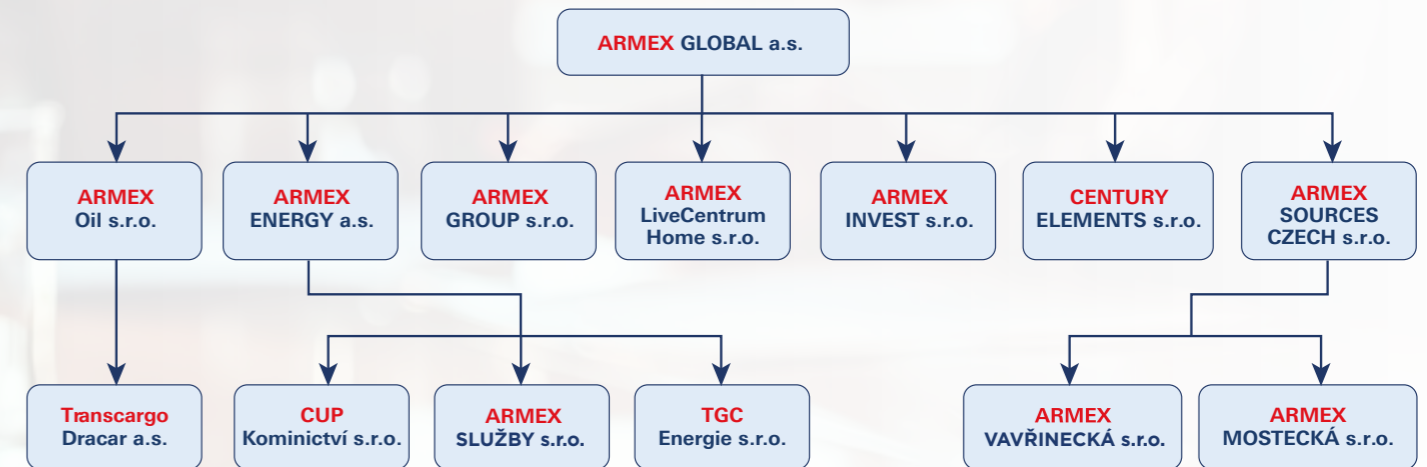 ARMEX GLOBAL a.s.
ARMEX
Oil s.r.o.
ARMEX
ENERGY a.s.
ARMEX
GROUP s.r.o.
ARMEX
LiveCentrum
Home s.r.o.
ARMEX
INVEST s.r.o.
CENTURY
ELEMENTS s.r.o.
ARMEX
SOURCES
CZECH s.r.o.
Transcargo
Dracar a.s.
CUP
Kominictví s.r.o.
ARMEX
SLUŽBY s.r.o.
TGC
Energie s.r.o.
ARMEX
VAVŘINECKÁ s.r.o.
ARMEX
MOSTECKÁ s.r.o.